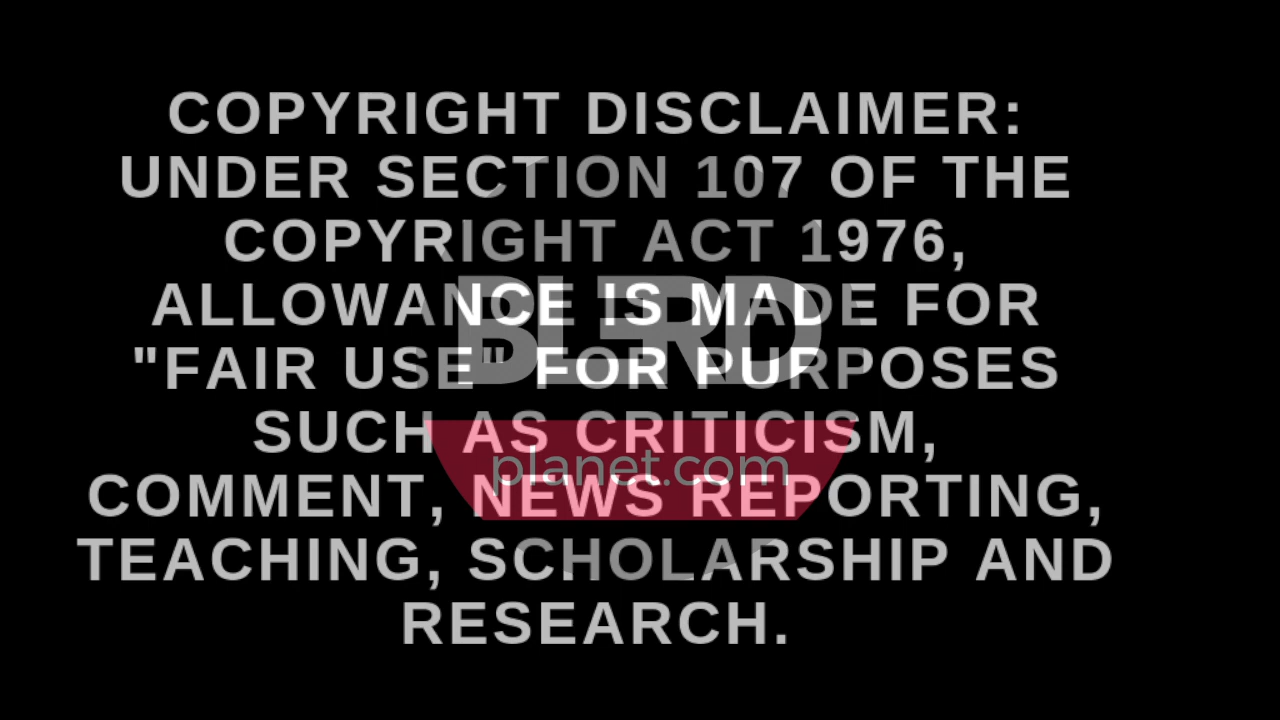 COPYRIGHT DISCLAIMER:
UNDER SECTION 107 OF THE
COPYRIGHT ACT 1976,
ALLOWANCE IS MADE FOR
"FAIR USE" FOR PURPOSES
SUCH AS CRITICISM,
COMMENT, NEWS REPORTING,
TEACHING, SCHOLARSHIP AND
RESEARCH.
BLERD
planet.com